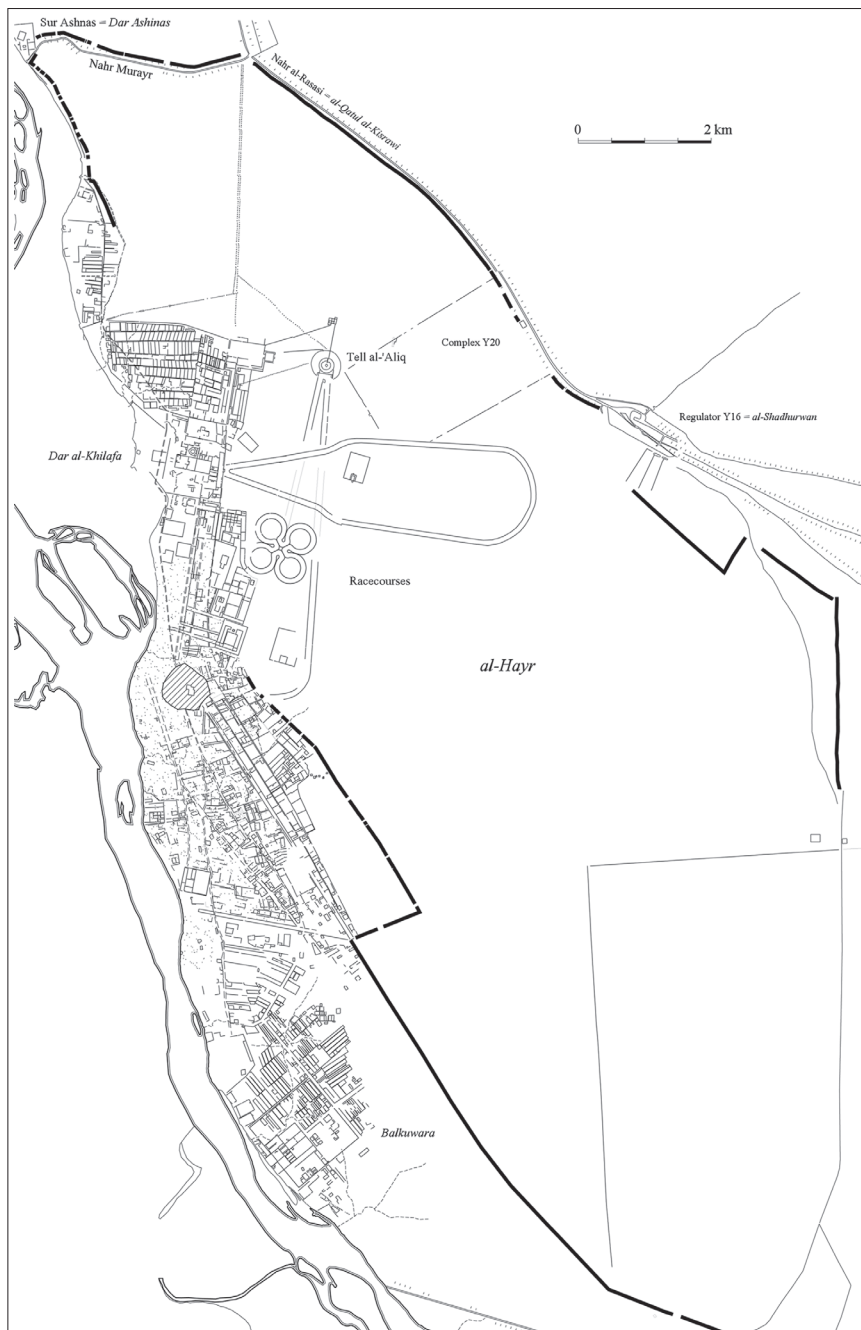 Sur Ashnas = Dar Ashinas
Nahr Murayr
Nahr al-Rasasi = al-Qatul al-Kisrawi
0 2 km
Complex Y20
Tell al-'Aliq
Regulator Y16 = al-Shadhurwan
Dar al-Khilafa
Racecourses
al-Hayr
Balkuwara